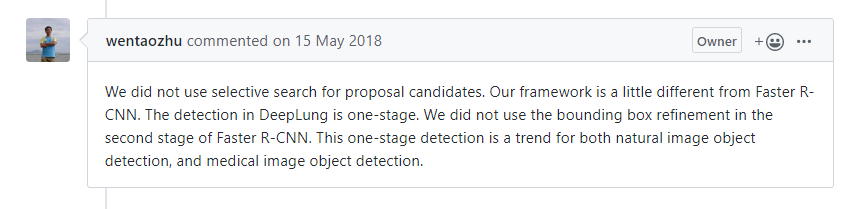 wentaozhu commented on 15 May 2018 Owner
We did not use selective search for proposal candidates. Our framework is a little different from Faster R-
CNN. The detection in DeepLung is one-stage. We did not use the bounding box refinement in the
second stage of Faster R-CNN. This one-stage detection is a trend for both natural image object
detection, and medical image object detection.